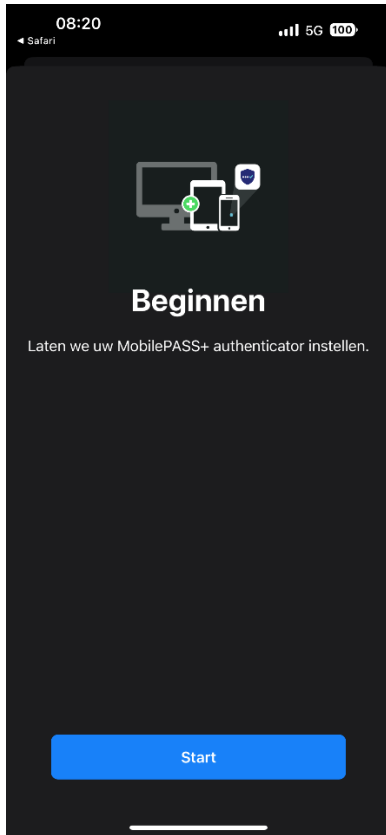 08:20
5G 100
◀ Safari
Beginnen
Laten we uw MobilePASS+ authenticator instellen.
Start